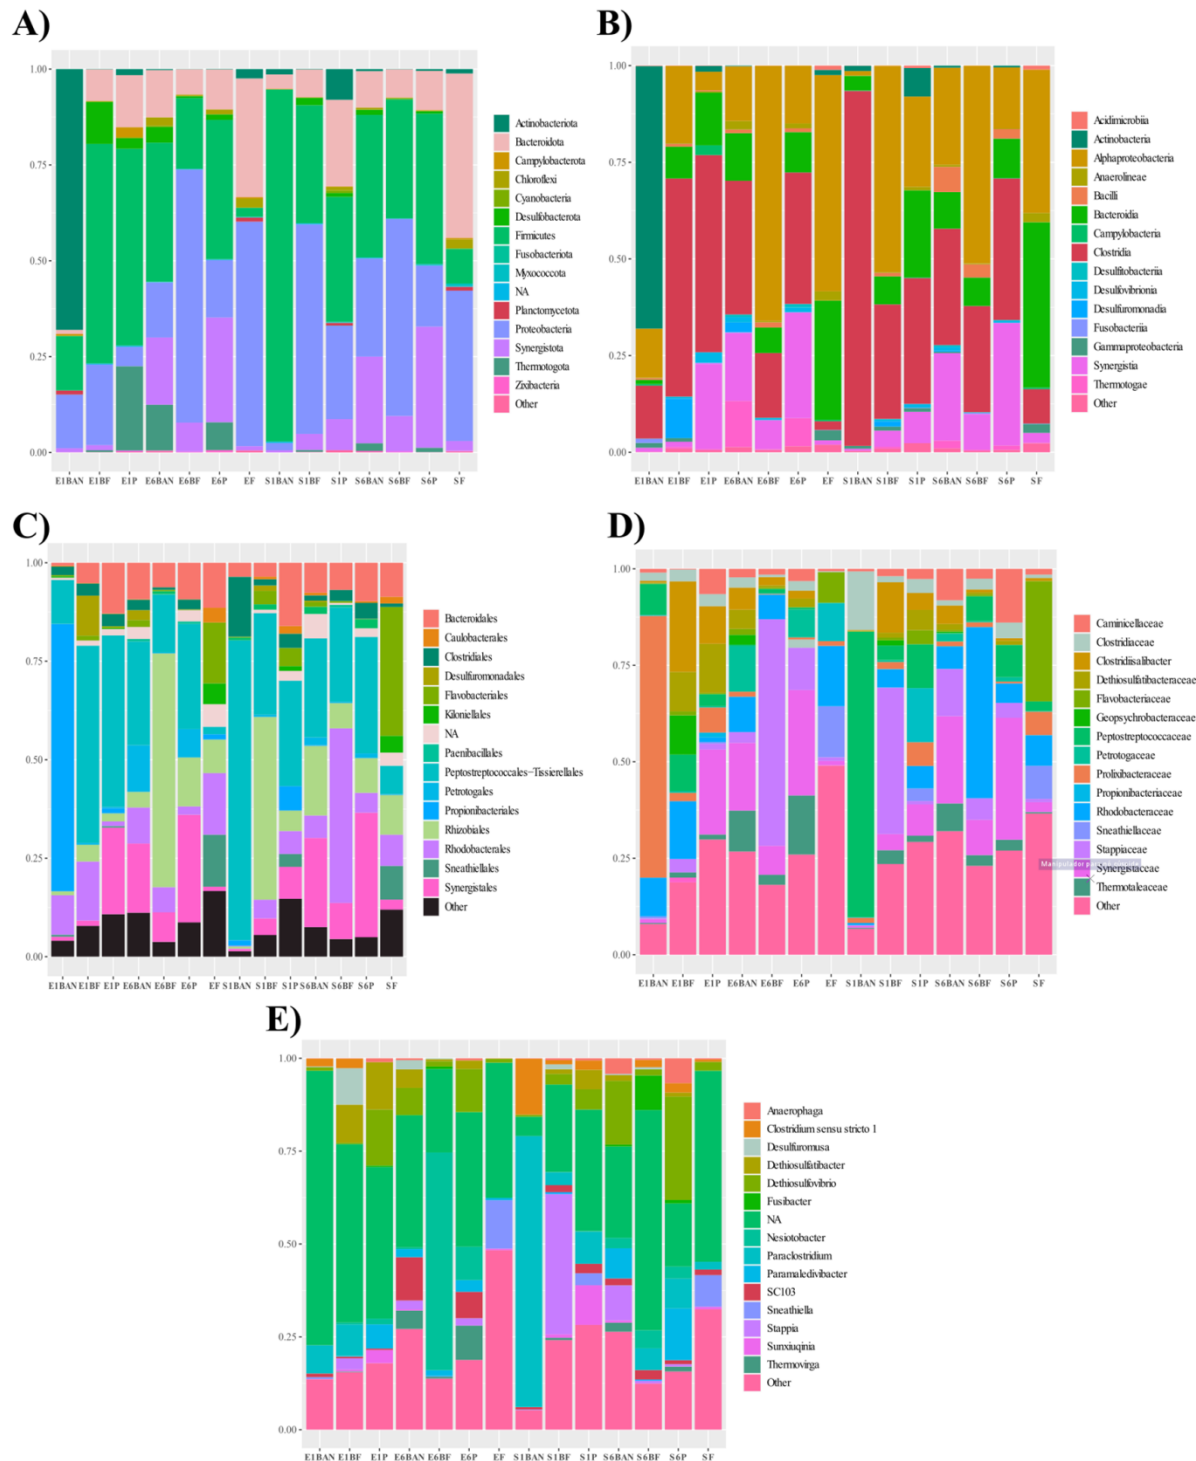 A)
1.00
0.75
0.50
0.25
0.00
E1BAN E1BF E1P E6BAN E6BF E6P EF S1BAN S1BF S1P S6BAN S6BF S6P SF
Actinobacteriota
Bacteroidota
Campylobacterota
Chloroflexi
Cyanobacteria
Desulfobacterota
Firmicutes
Fusobacteriota
Myxococcota
NA
Planctomycetota
Proteobacteria
Synergistota
Thermotogota
Zixibacteria
Other
B)
1.00
0.75
0.50
0.25
0.00
E1BAN E1BF E1P E6BAN E6BF E6P EF S1BAN S1BF S1P S6BAN S6BF S6P SF
Acidimicrobiia
Actinobacteria
Alphaproteobacteria
Anaerolineae
Bacilli
Bacteroidia
Campylobacteria
Clostridia
Desulfitobacteriia
Desulfovibrionia
Desulfuromonadia
Fusobacteriia
Gammaproteobacteria
Synergistia
Thermotogae
Other
C)
1.00
0.75
0.50
0.25
0.00
E1BAN E1BF E1P E6BAN E6BF E6P EF S1BAN S1BF S1P S6BAN S6BF S6P SF
Bacteroidales
Caulobacterales
Clostridiales
Desulfuromonadales
Flavobacteriales
Kiloniellales
NA
Paenibacillales
Peptostreptococcales-Tissierellales
Petrotogales
Propionibacteriales
Rhizobiales
Rhodobacterales
Sneathiellales
Synergistales
Other
D)
1.00
0.75
0.50
0.25
0.00
E1BAN E1BF E1P E6BAN E6BF E6P EF S1BAN S1BF S1P S6BAN S6BF S6P SF
Caminicellaceae
Clostridiaceae
Clostridiisalibacter
Dethiosulfatibacteraceae
Flavobacteriaceae
Geopsychrobacteraceae
Peptostreptococcaceae
Petrotogaceae
Prolixibacteraceae
Propionibacteriaceae
Rhodobacteraceae
Sneathiellaceae
Stappiaceae
Synergistaceae
Thermotaleaceae
Other
Manipulador
E)
1.00
0.75
0.50
0.25
0.00
E1BAN E1BF E1P E6BAN E6BF E6P EF S1BAN S1BF S1P S6BAN S6BF S6P SF
Anaerophaga
Clostridium sensu stricto 1
Desulfuromusa
Dethiosulfatibacter
Dethiosulfovibrio
Fusibacter
NA
Nesiotobacter
Paraclostridium
Paramaledivibacter
SC103
Sneathiella
Stappia
Sunxiuqinia
Thermovirga
Other